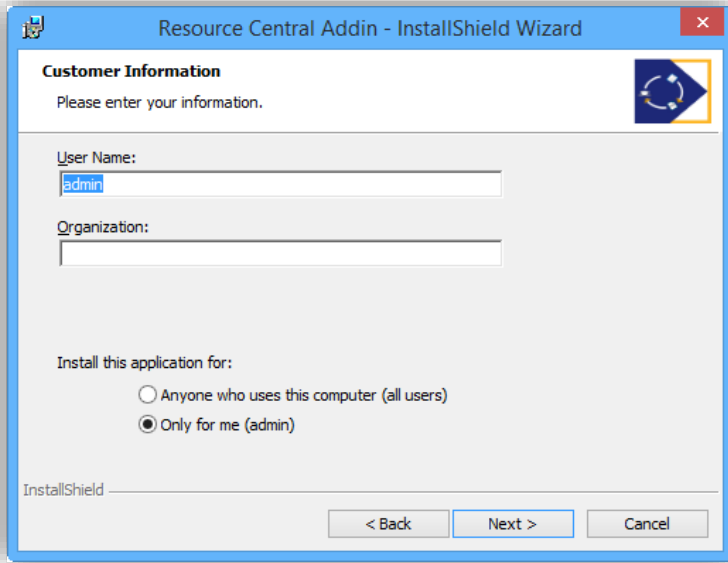 Resource Central Addin - InstallShield Wizard
Customer Information
Please enter your information.
User Name:
admin
Organization:
Install this application for:
Anyone who uses this computer (all users)
Only for me (admin)
InstallShield
< Back Next > Cancel